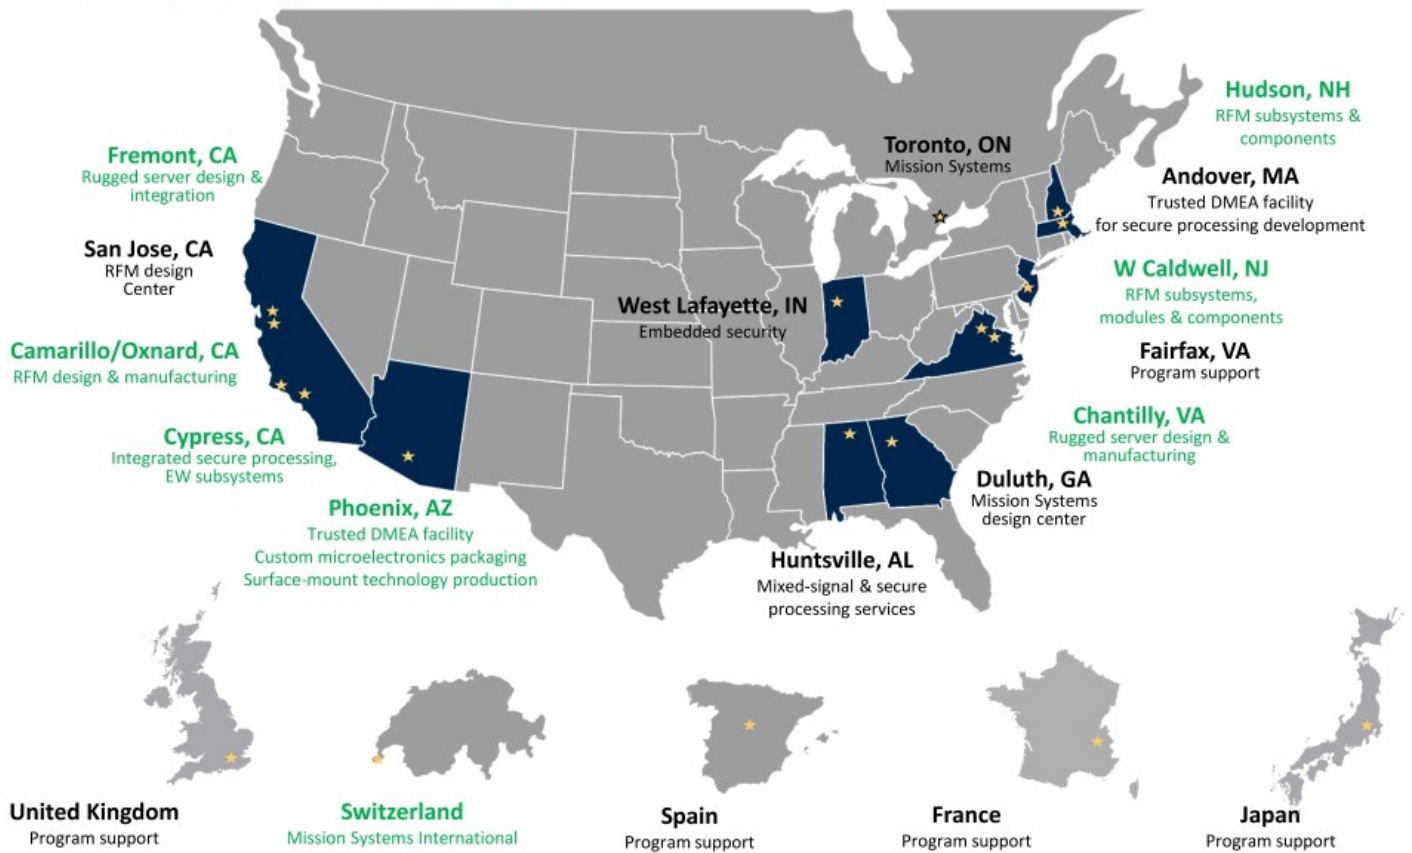 Hudson, NH
RFM subsystems &
components
Toronto, ON
Mission Systems
Fremont, CA
Rugged server design &
integration
Andover, MA
Trusted DMEA facility
for secure processing development
San Jose, CA
RFM design
Center
W Caldwell, NJ
RFM subsystems,
modules & components
West Lafayette, IN
Embedded security
Camarillo/Oxnard, CA
RFM design & manufacturing
Fairfax, VA
Program support
Cypress, CA
Integrated secure processing,
EW subsystems
Chantilly, VA
Rugged server design &
manufacturing
Phoenix, AZ
Trusted DMEA facility
Custom microelectronics packaging
Surface-mount technology production
Duluth, GA
Mission Systems
design center
Huntsville, AL
Mixed-signal & secure
processing services
United Kingdom
Program support
Switzerland
Mission Systems International
Spain
Program support
France
Program support
Japan
Program support